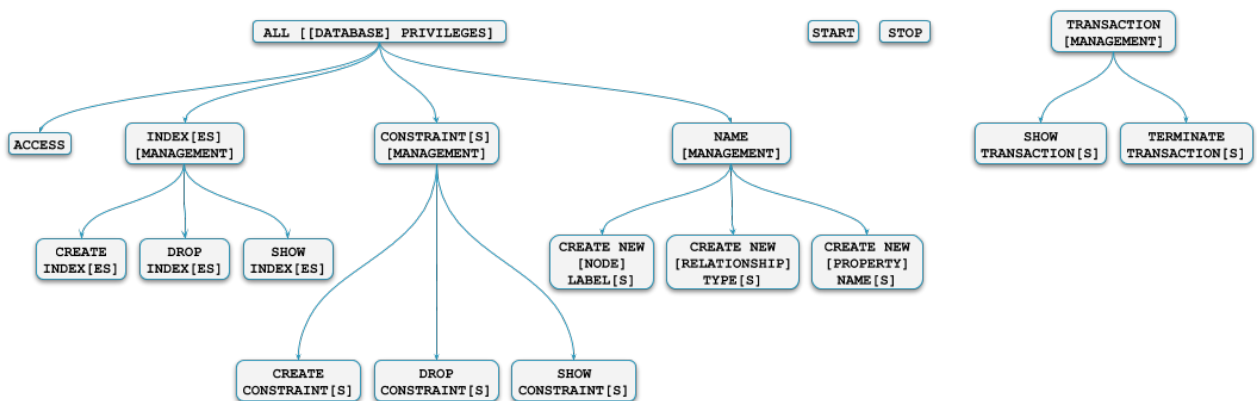 ALL [[DATABASE] PRIVILEGES]
START
STOP
TRANSACTION
[MANAGEMENT]
ACCESS
INDEX[ES]
[MANAGEMENT]
CONSTRAINT[S]
[MANAGEMENT]
NAME
[MANAGEMENT]
SHOW
TRANSACTION[S]
TERMINATE
TRANSACTION[S]
CREATE
INDEX[ES]
DROP
INDEX[ES]
SHOW
INDEX[ES]
CREATE NEW
[NODE]
LABEL[S]
CREATE NEW
[RELATIONSHIP]
TYPE[S]
CREATE NEW
[PROPERTY]
NAME[S]
CREATE
CONSTRAINT[S]
DROP
CONSTRAINT[S]
SHOW
CONSTRAINT[S]